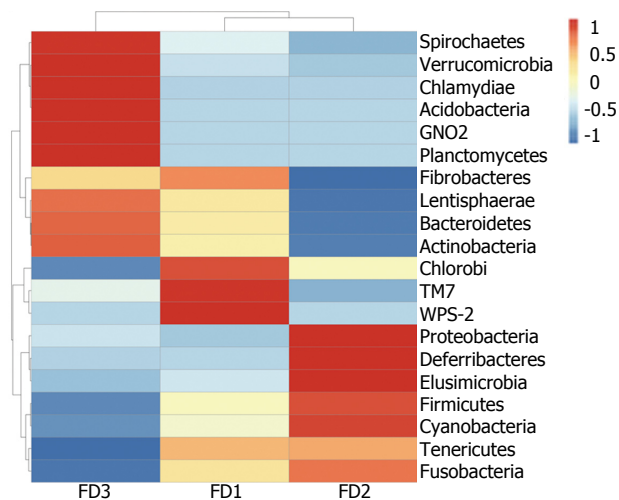 Spirochaetes
Verrucomicrobia
Chlamydiae
Acidobacteria
GNO2
Planctomycetes
Fibrobacteres
Lentisphaerae
Bacteroidetes
Actinobacteria
Chlorobi
TM7
WPS-2
Proteobacteria
Deferribacteres
Elusimicrobia
Firmicutes
Cyanobacteria
Tenericutes
Fusobacteria
FD3 FD1 FD2
1
0.5
0
-0.5
-1